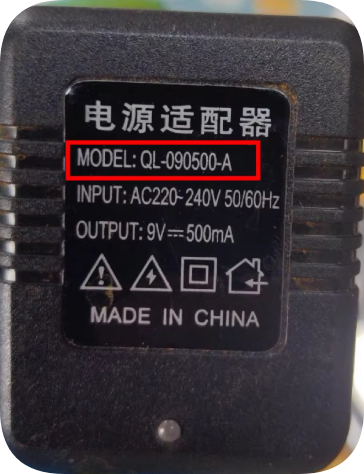 电源适配器
MODEL: QL-090500-A
INPUT: AC220~240V 50/60Hz
OUTPUT: 9V⎓500mA
MADE IN CHINA